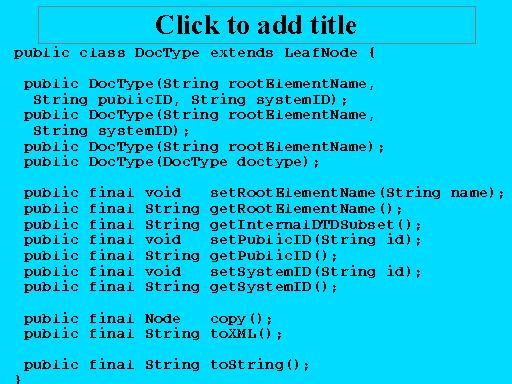 Click to add title
public class DocType extends LeafNode {
public DocType(String rootElementName,
String publicID, String systemID);
public DocType(String rootElementName,
String systemID);
public DocType(String rootElementName);
public DocType(DocType doctype);
public final void setRootElementName(String name);
public final String getRootElementName();
public final String getInternalDTDSubset();
public final void setPublicID(String id);
public final String getPublicID();
public final void setSystemID(String id);
public final String getSystemID();
public final Node copy();
public final String toXML();
public final String toString();
}